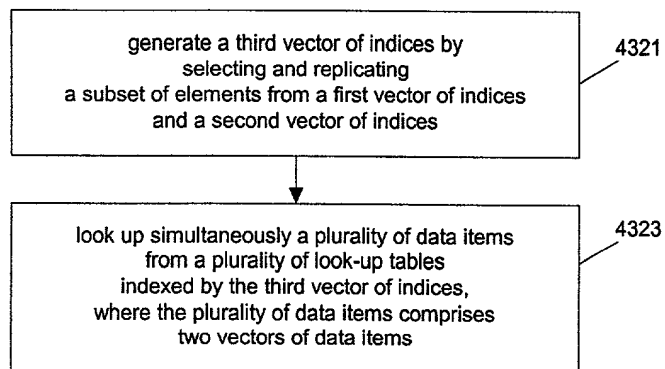 generate a third vector of indices by
selecting and replicating
a subset of elements from a first vector of indices
and a second vector of indices
4321
look up simultaneously a plurality of data items
from a plurality of look-up tables
indexed by the third vector of indices,
where the plurality of data items comprises
two vectors of data items
4323